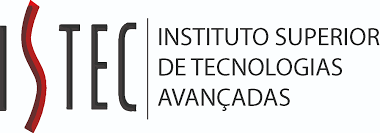 ISTEC
INSTITUTO SUPERIOR
DE TECNOLOGIAS
AVANÇADAS